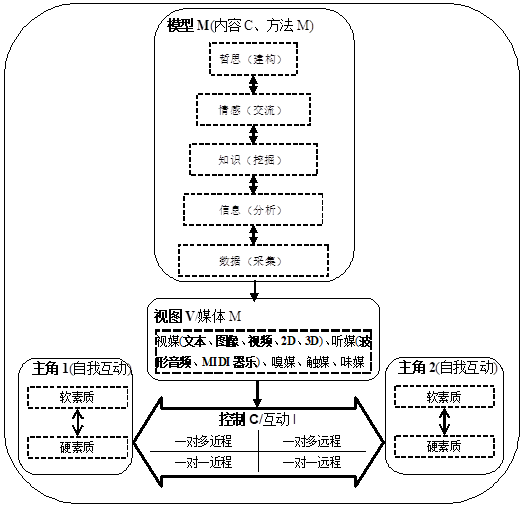 模型 M(内容 C、方法 M)
哲思（建构）
情感（交流）
知识（挖掘）
信息（分析）
数据（采集）
视图 V/媒体 M
视媒(文本、图像、视频、2D、3D)、听媒(波
形音频、MIDI 器乐)、嗅媒、触媒、味媒
主角 1(自我互动)
软素质
硬素质
控制 C/互动 I
一对多近程
一对多远程
一对一近程
一对一远程
主角 2(自我互动)
软素质
硬素质